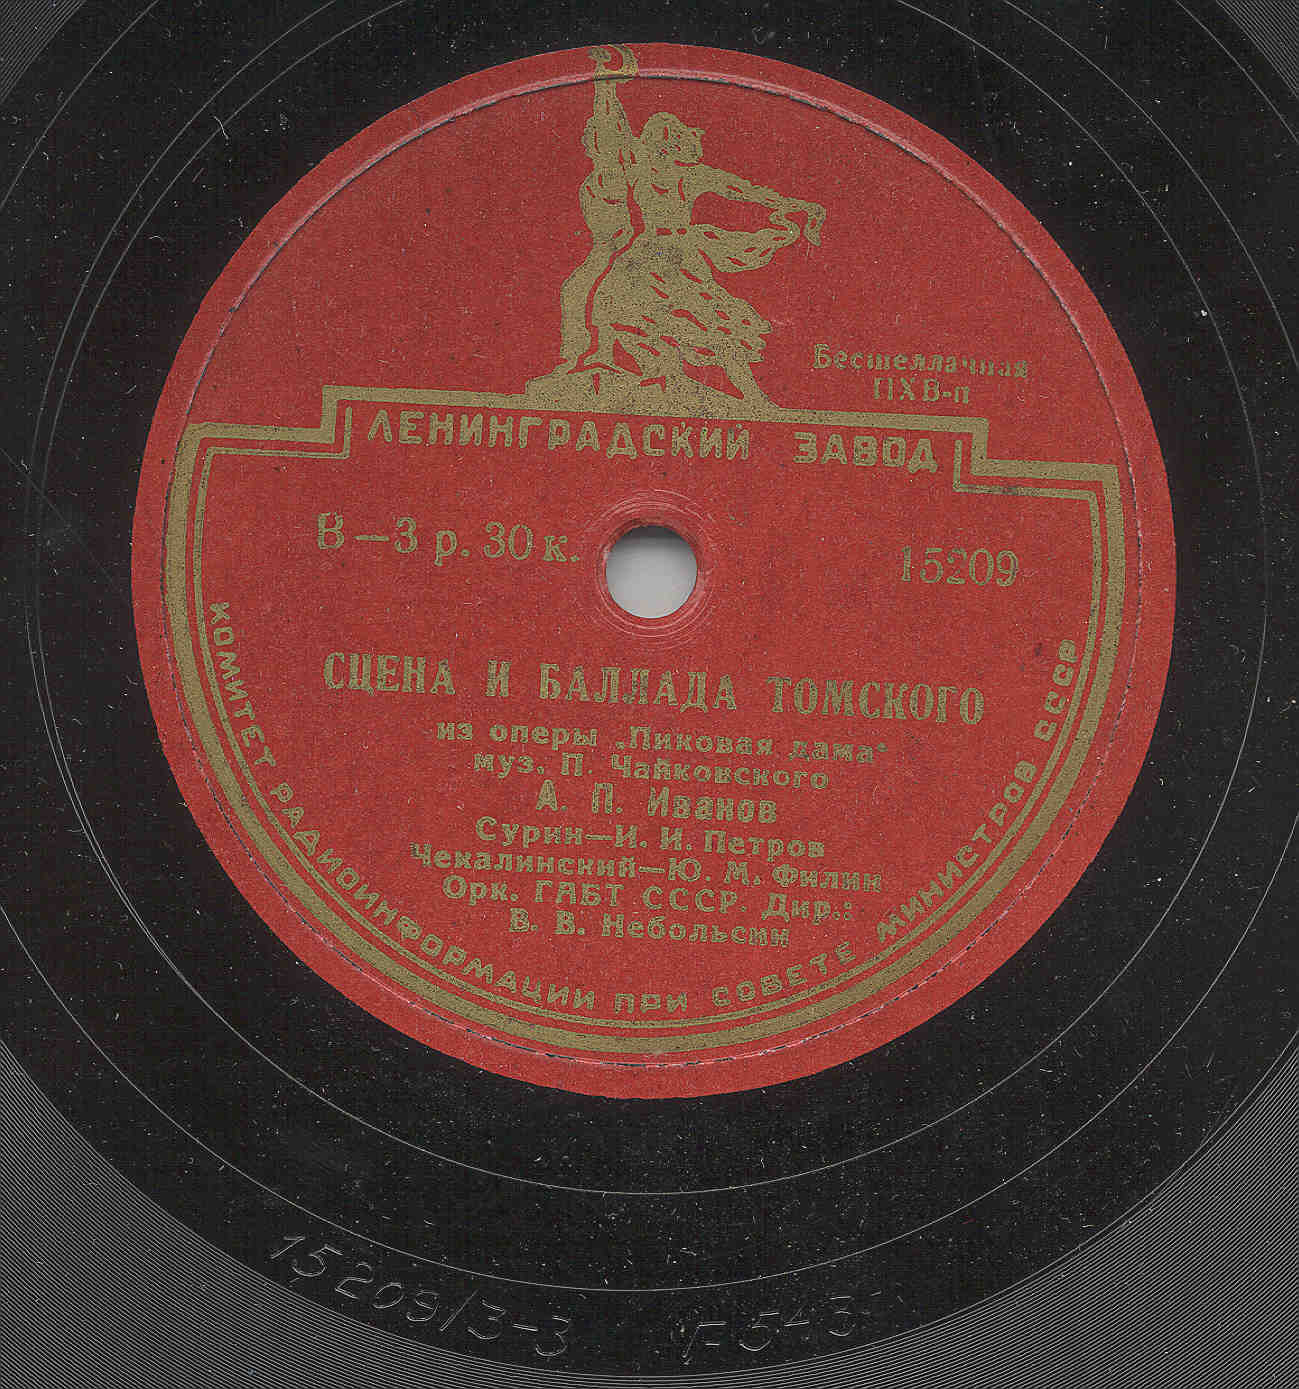 Бесшеллачная
ПХВ-п
ЛЕНИНГРАДСКИЙ ЗАВОД
В—3 р. 30 к.
15209
СЦЕНА И БАЛЛАДА ТОМСКОГО
из оперы „Пиковая дама“
муз. П. Чайковского
А. П. Иванов
Сурин—И. И. Петров
Чекалинский—Ю. М. Филин
Орк. ГАБТ СССР. Дир.:
В. В. Небольсин
КОМИТЕТ РАДИОИНФОРМАЦИИ ПРИ СОВЕТЕ МИНИСТРОВ СССР
15209/3-3